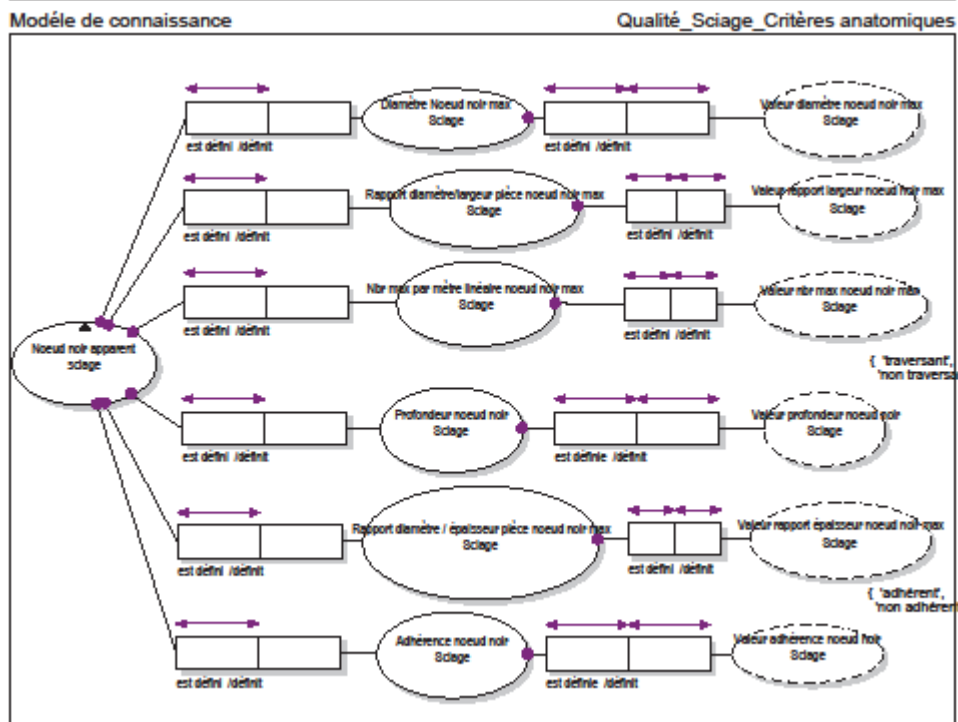 Modéle de connaissance
Qualité_Sciage_Critères anatomiques
Diamètre Noeud noir max
Sciage
Valeur diamètre noeud noir max
Sciage
est défini /définit
est défini /définit
Rapport diamètre/largeur pièce noeud noir max
Sciage
Valeur rapport largeur noeud noir max
Sciage
est défini /définit
est défini /définit
Nbr max par mètre linéaire noeud noir max
Sciage
Valeur nbr max noeud noir max
Sciage
est défini /définit
est défini /définit
Noeud noir apparent
sciage
{ 'traversant',
'non traversa
Profondeur noeud noir
Sciage
Valeur profondeur noeud noir
Sciage
est défini /définit
est définie /définit
Rapport diamètre / épaisseur pièce noeud noir max
Sciage
Valeur rapport épaisseur noeud noir max
Sciage
est défini /définit
est défini /définit
{ 'adhérent',
'non adhérent
Adhérence noeud noir
Sciage
Valeur adhérence noeud noir
Sciage
est défini /définit
est définie /définit